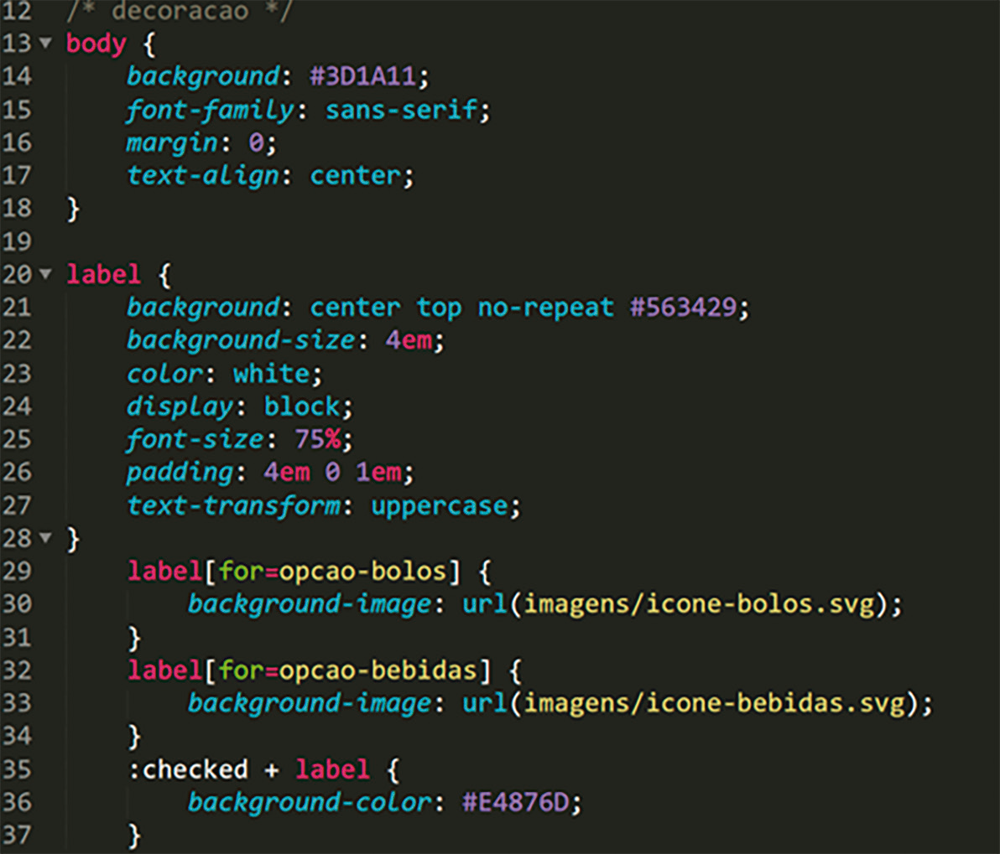 12 /* decoracao */
13 body {
14 background: #3D1A11;
15 font-family: sans-serif;
16 margin: 0;
17 text-align: center;
18 }
19
20 label {
21 background: center top no-repeat #563429;
22 background-size: 4em;
23 color: white;
24 display: block;
25 font-size: 75%;
26 padding: 4em 0 1em;
27 text-transform: uppercase;
28 }
29 label[for=opcao-bolos] {
30 background-image: url(imagens/icone-bolos.svg);
31 }
32 label[for=opcao-bebidas] {
33 background-image: url(imagens/icone-bebidas.svg);
34 }
35 :checked + label {
36 background-color: #E4876D;
37 }